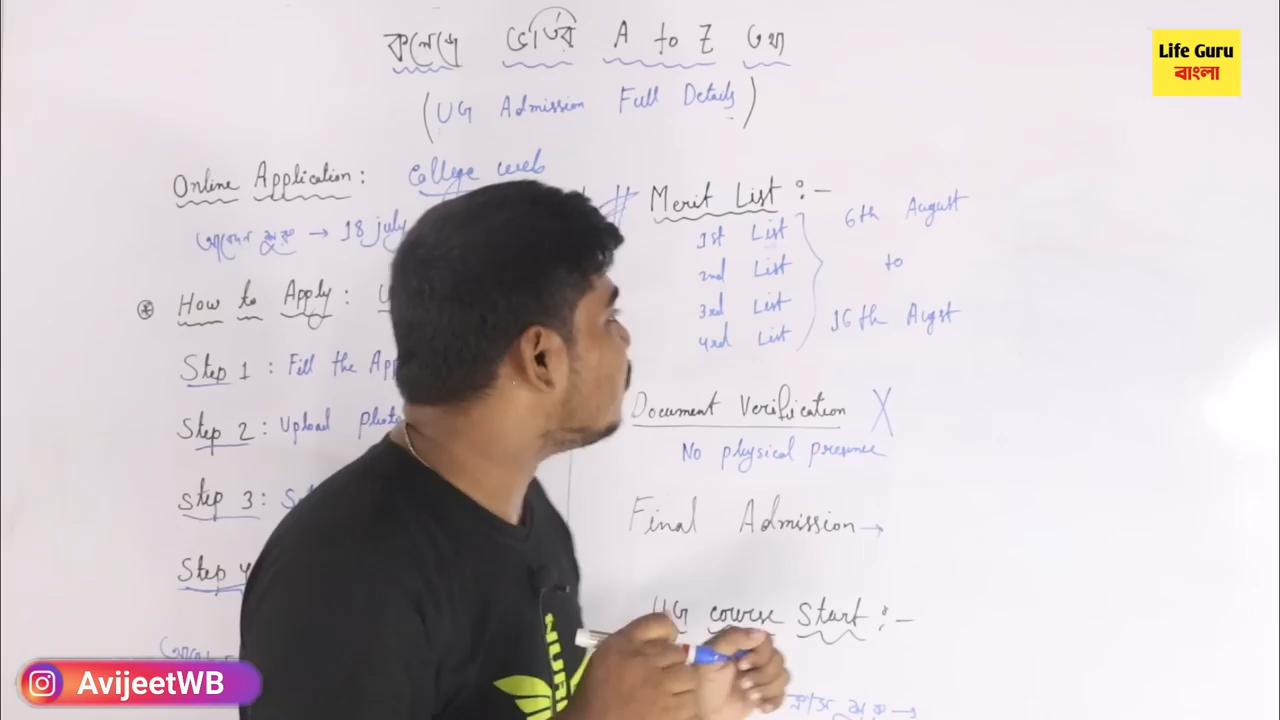 কলেজে ভর্তির A to Z তথ্য
(UG Admission Full Details)
Life Guru
বাংলা
Online Application: College web
আবেদন শুরু → 18 july
How to Apply:
Step 1: Fill the App
Step 2: Upload photo
Step 3:
Step 4
# Merit List :-
1st List
2nd List
3rd List
4rd List
6th August
to
16th Augst
Document Verification X
No physical presence
Final Admission →
UG course Start :-
ক্লাস শুরু →
AvijeetWB